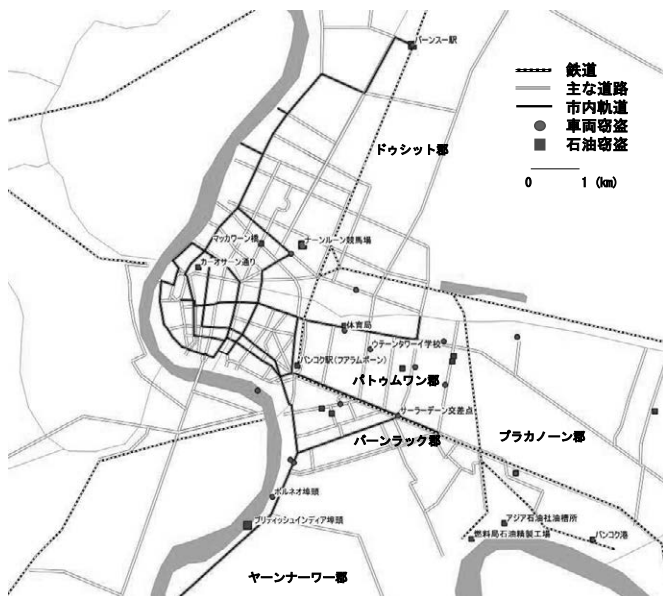 バーンスー駅
鉄道
主な道路
市内軌道
車両窃盗
石油窃盗
0 1 (km)
ドゥシット郡
マッカワーン橋
ナーンルーン競馬場
カーオサーン通り
体育局
ウテーンタワーイ学校
バンコク駅(フアラムポーン)
パトゥムワン郡
サーラーデーン交差点
バーンラック郡
プラカノーン郡
ボルネオ埠頭
ブリティッシュインディア埠頭
アジア石油社油槽所
燃料局石油精製工場
バンコク港
ヤーンナーワー郡